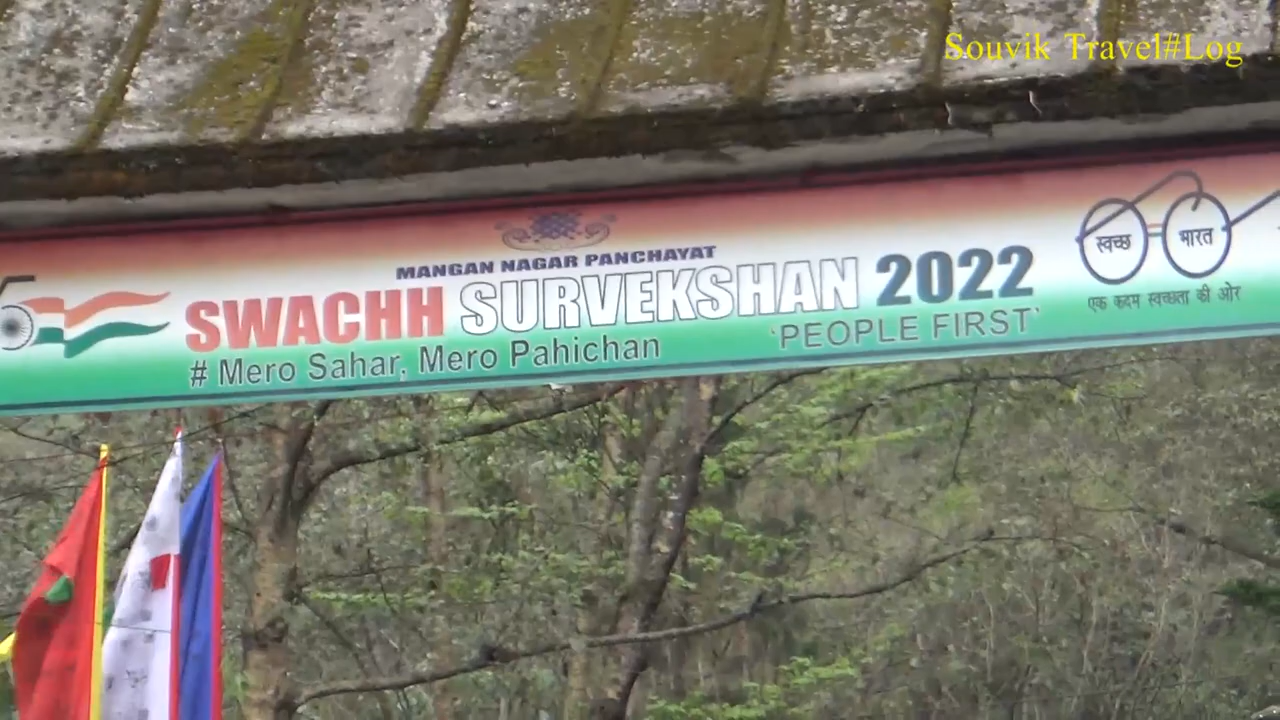 Souvik Travel#Log
MANGAN NAGAR PANCHAYAT
SWACHH SURVEKSHAN 2022
# Mero Sahar, Mero Pahichan
'PEOPLE FIRST'
स्वच्छ भारत
एक कदम स्वच्छता की ओर